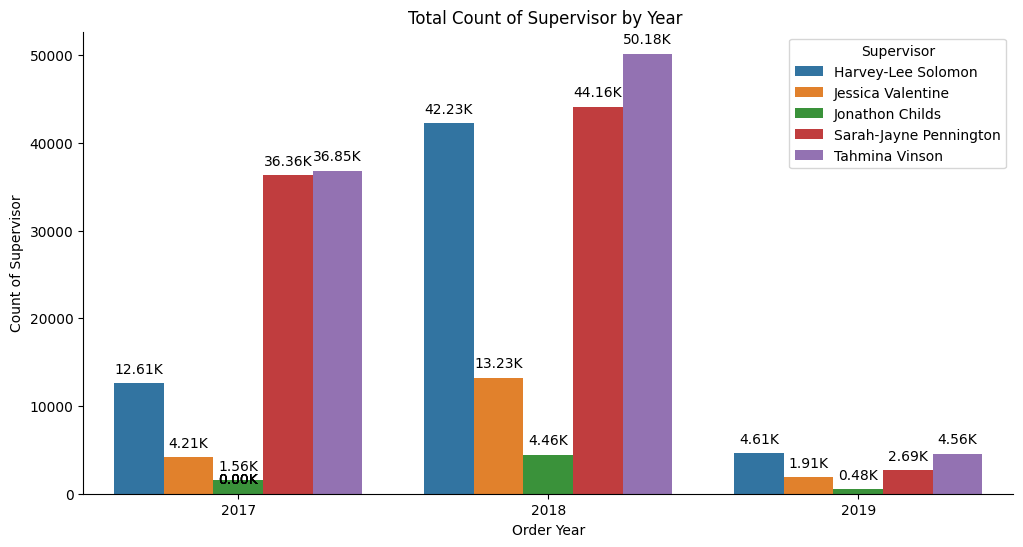 Total Count of Supervisor by Year
Count of Supervisor
50000
40000
30000
20000
10000
0
12.61K
4.21K
1.56K
0.00K
36.36K
36.85K
42.23K
13.23K
4.46K
44.16K
50.18K
4.61K
1.91K
0.48K
2.69K
4.56K
Supervisor
Harvey-Lee Solomon
Jessica Valentine
Jonathon Childs
Sarah-Jayne Pennington
Tahmina Vinson
2017
2018
2019
Order Year